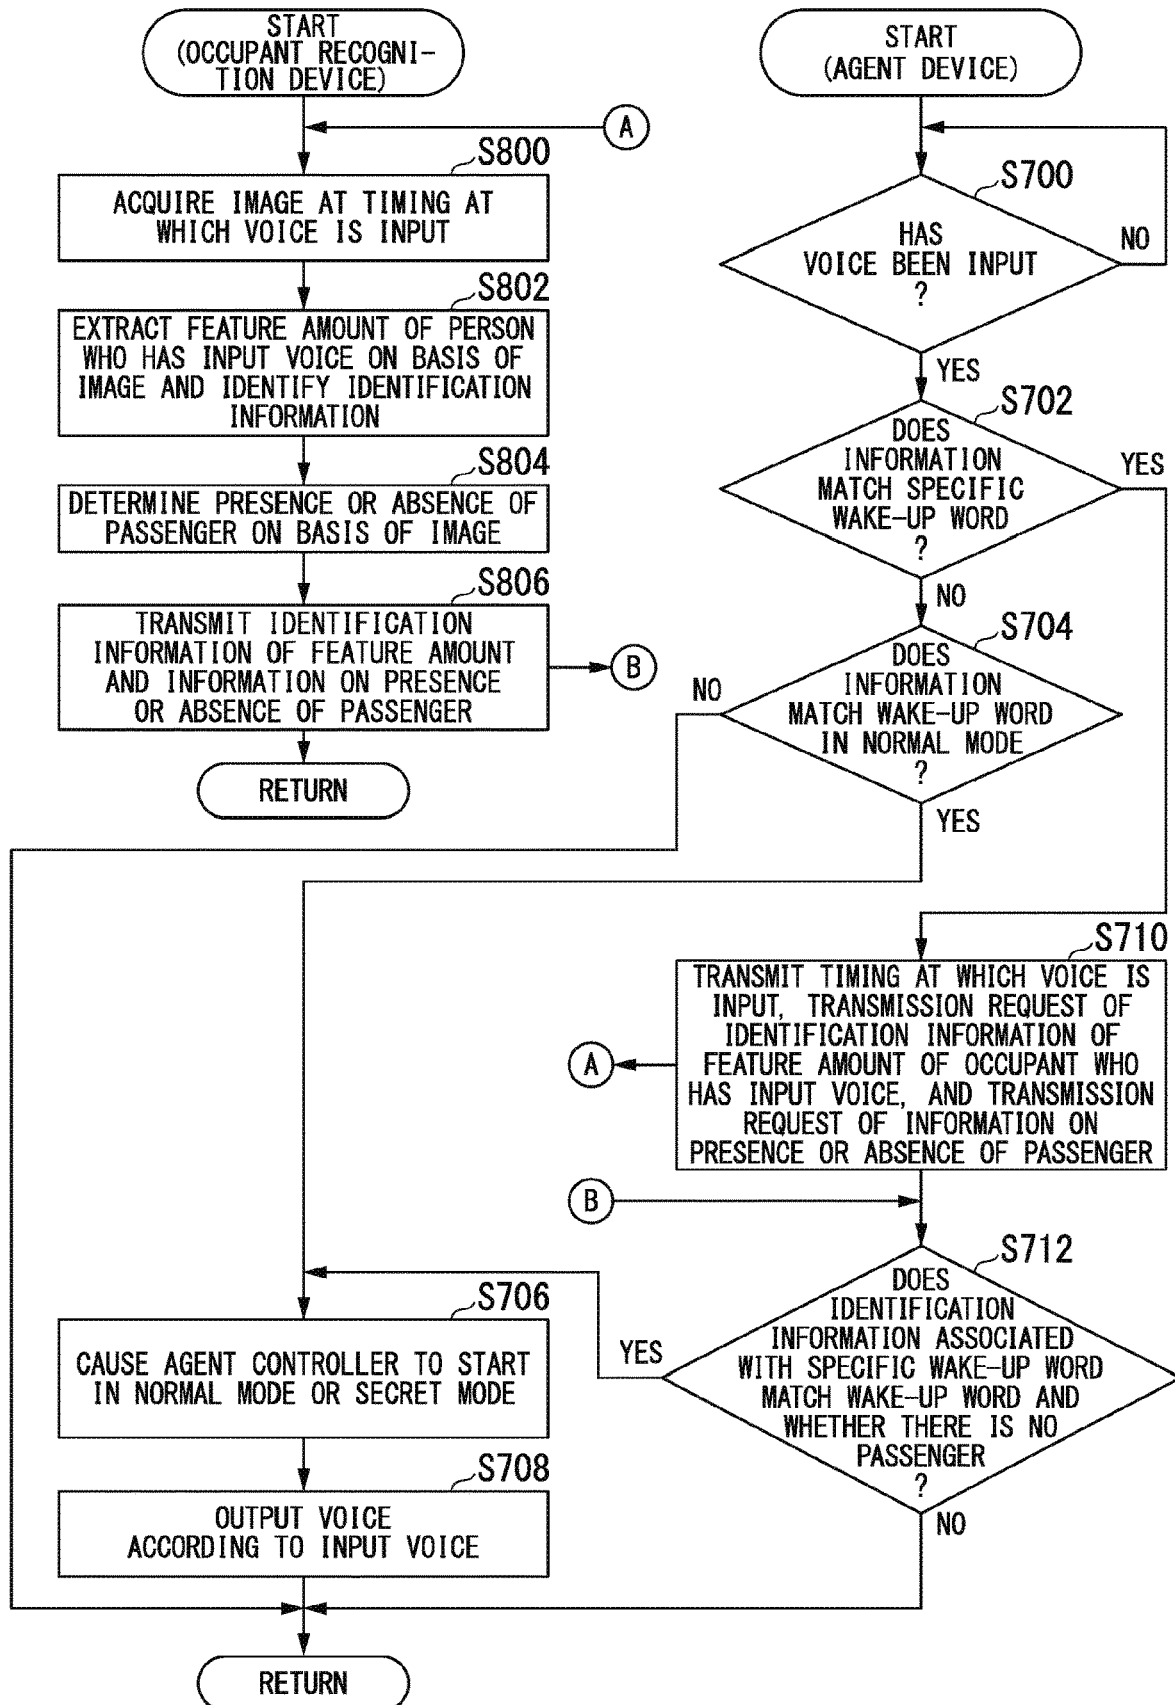 START
(OCCUPANT RECOGNI-
TION DEVICE)
A
S800
ACQUIRE IMAGE AT TIMING AT
WHICH VOICE IS INPUT
S802
EXTRACT FEATURE AMOUNT OF PERSON
WHO HAS INPUT VOICE ON BASIS OF
IMAGE AND IDENTIFY IDENTIFICATION
INFORMATION
S804
DETERMINE PRESENCE OR ABSENCE OF
PASSENGER ON BASIS OF IMAGE
S806
TRANSMIT IDENTIFICATION
INFORMATION OF FEATURE AMOUNT
AND INFORMATION ON PRESENCE
OR ABSENCE OF PASSENGER
B
RETURN
START
(AGENT DEVICE)
S700
HAS
VOICE BEEN INPUT
?
NO
YES
S702
DOES
INFORMATION
MATCH SPECIFIC
WAKE-UP WORD
?
YES
NO
S704
DOES
INFORMATION
MATCH WAKE-UP WORD
IN NORMAL MODE
?
NO
YES
S710
TRANSMIT TIMING AT WHICH VOICE IS
INPUT, TRANSMISSION REQUEST OF
IDENTIFICATION INFORMATION OF
FEATURE AMOUNT OF OCCUPANT WHO
HAS INPUT VOICE, AND TRANSMISSION
REQUEST OF INFORMATION ON
PRESENCE OR ABSENCE OF PASSENGER
A
B
S712
DOES
IDENTIFICATION
INFORMATION ASSOCIATED
WITH SPECIFIC WAKE-UP WORD
MATCH WAKE-UP WORD AND
WHETHER THERE IS NO
PASSENGER
?
YES
NO
S706
CAUSE AGENT CONTROLLER TO START
IN NORMAL MODE OR SECRET MODE
S708
OUTPUT VOICE
ACCORDING TO INPUT VOICE
RETURN